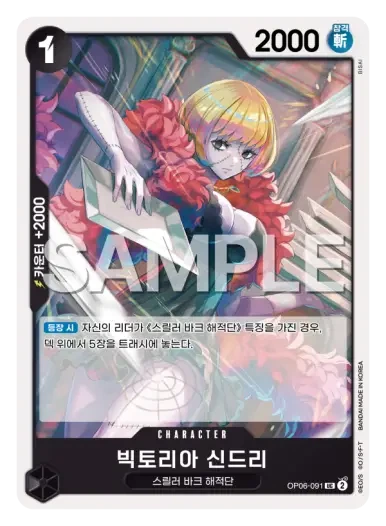 1
2000
참격
斬
BISAI
카운터 +2000
SAMPLE
등장 시 자신의 리더가 《스릴러 바크 해적단》 특징을 가진 경우,
덱 위에서 5장을 트래시에 놓는다.
CHARACTER
빅토리아 신드리
스릴러 바크 해적단
OP06-091 UC 2
BANDAI MADE IN KOREA
©E.O/S ©O/S·F·T